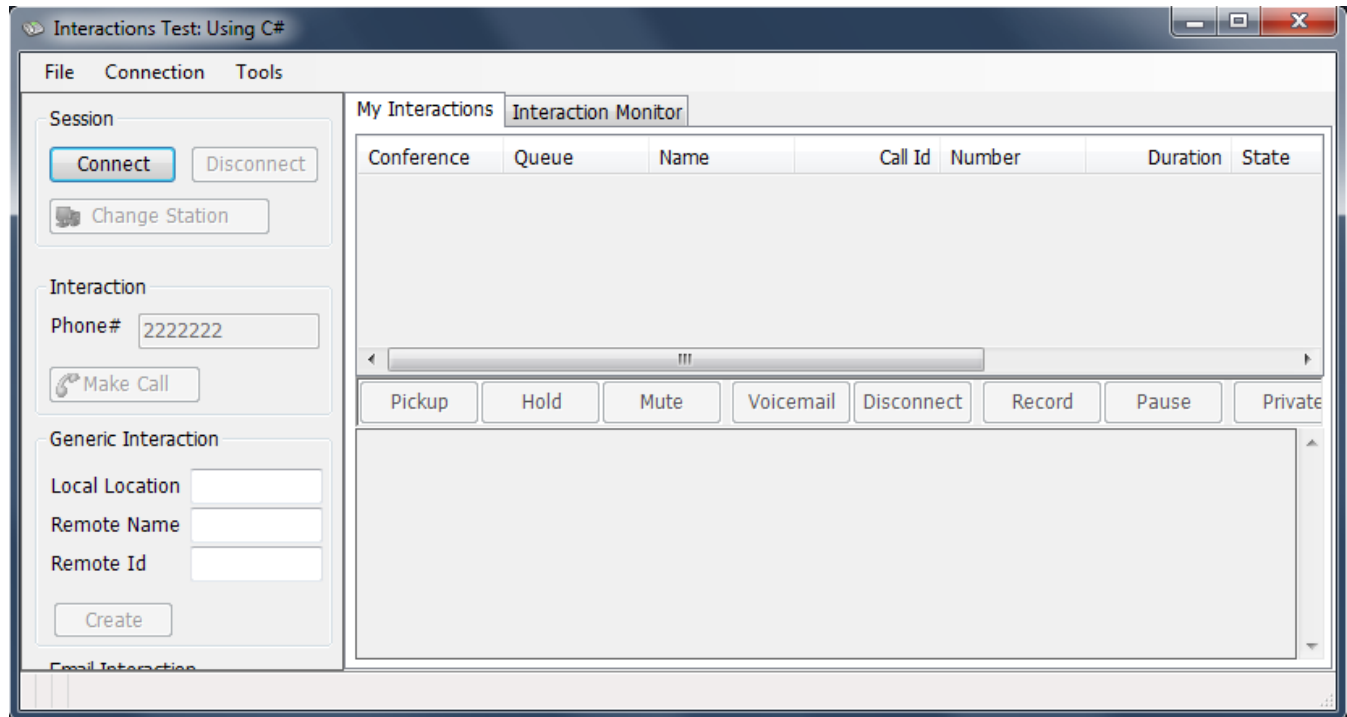 Interactions Test: Using C#
File Connection Tools
Session
Connect Disconnect
Change Station
Interaction
Phone# 2222222
Make Call
Generic Interaction
Local Location
Remote Name
Remote Id
Create
Email Interaction
My Interactions Interaction Monitor
Conference Queue Name Call Id Number Duration State
Pickup Hold Mute Voicemail Disconnect Record Pause Private